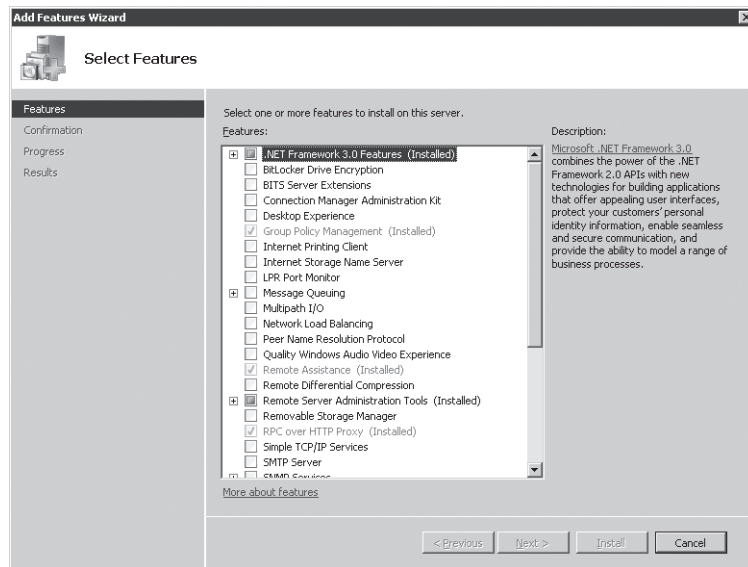 Add Features Wizard
Select Features
Features
Confirmation
Progress
Results
Select one or more features to install on this server.
Features:
.NET Framework 3.0 Features (Installed)
BitLocker Drive Encryption
BITS Server Extensions
Connection Manager Administration Kit
Desktop Experience
Group Policy Management (Installed)
Internet Printing Client
Internet Storage Name Server
LPR Port Monitor
Message Queuing
Multipath I/O
Network Load Balancing
Peer Name Resolution Protocol
Quality Windows Audio Video Experience
Remote Assistance (Installed)
Remote Differential Compression
Remote Server Administration Tools (Installed)
Removable Storage Manager
RPC over HTTP Proxy (Installed)
Simple TCP/IP Services
SMTP Server
SNMP Services
More about features
Description:
Microsoft .NET Framework 3.0
combines the power of the .NET
Framework 2.0 APIs with new
technologies for building applications
that offer appealing user interfaces,
protect your customers' personal
identity information, enable seamless
and secure communication, and
provide the ability to model a range of
business processes.
< Previous
Next >
Install
Cancel